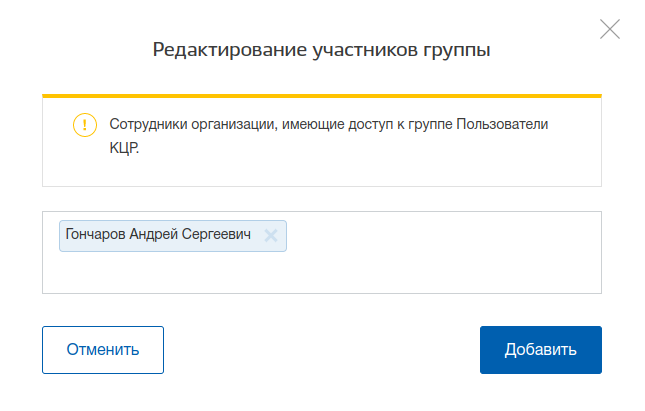 Редактирование участников группы
Сотрудники организации, имеющие доступ к группе Пользователи
КЦР.
Гончаров Андрей Сергеевич
Отменить
Добавить